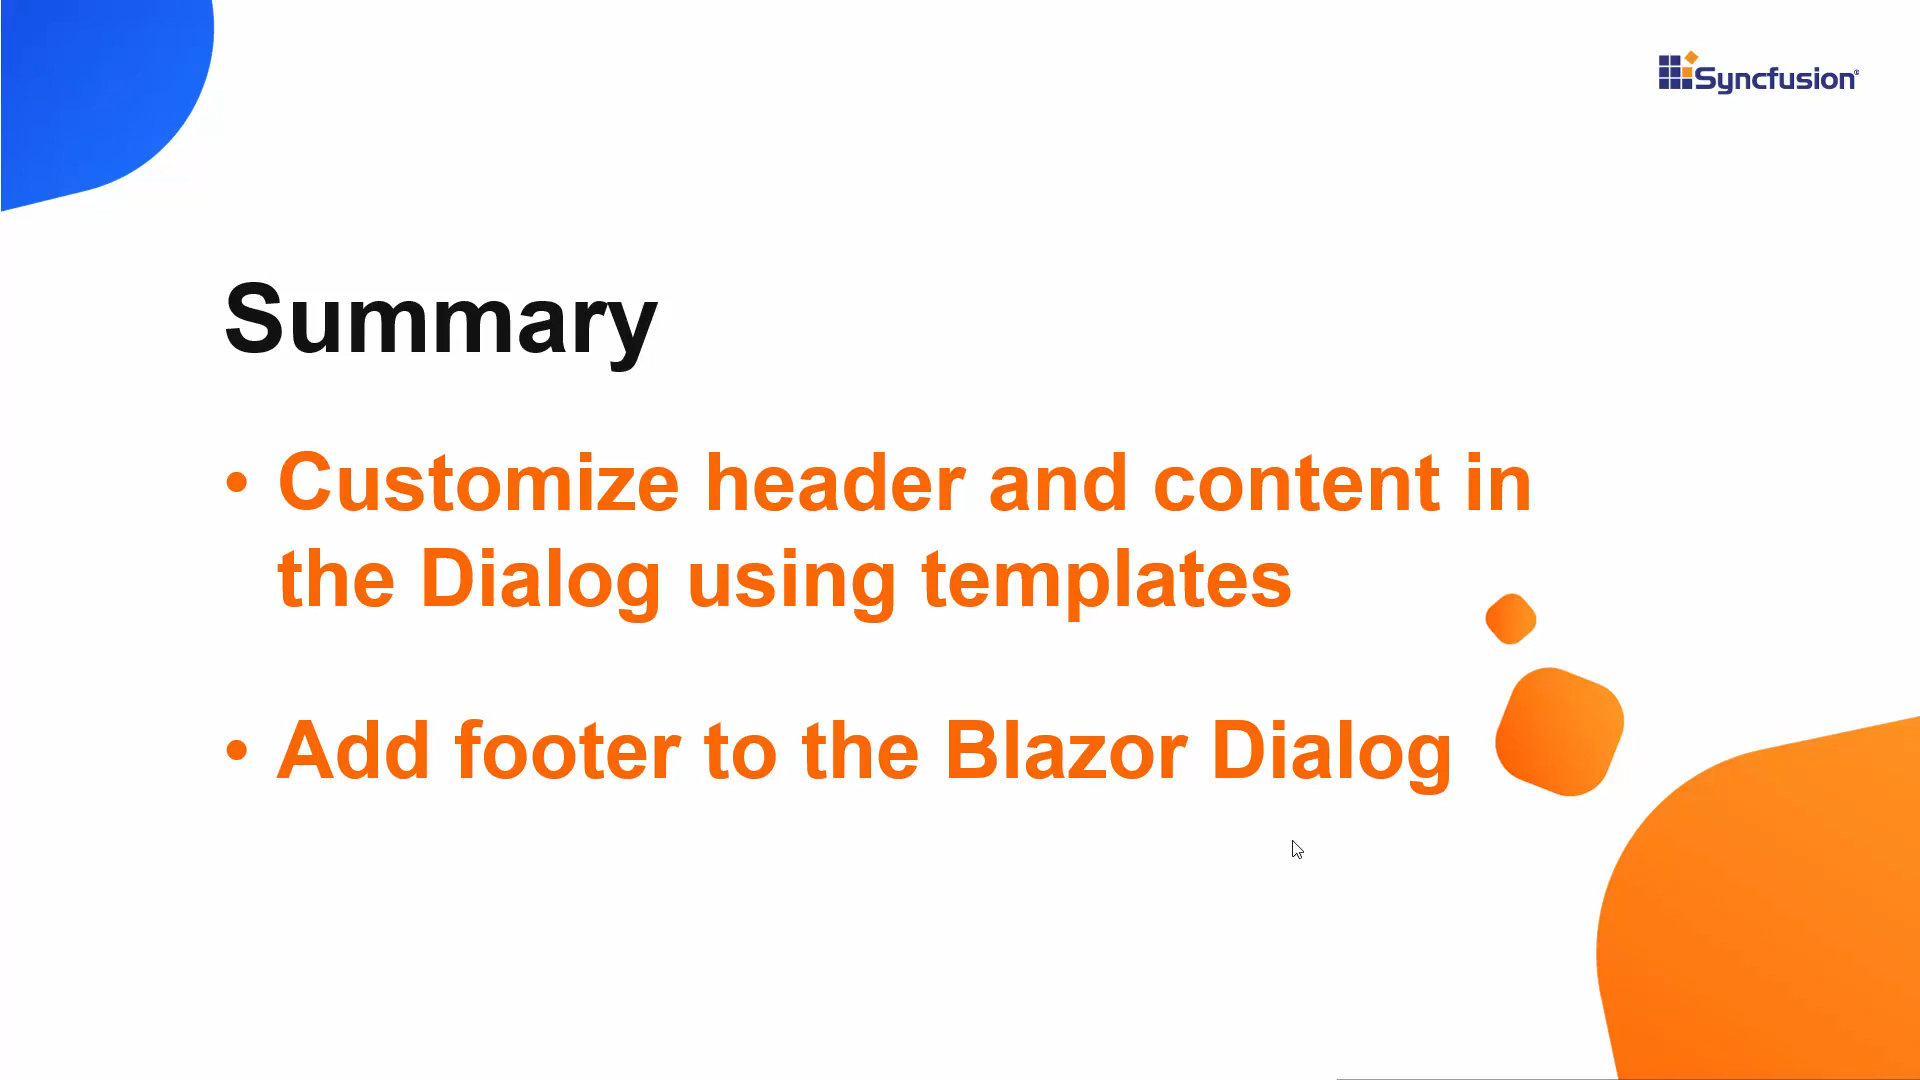 Syncfusion®
Summary
• Customize header and content in
the Dialog using templates
• Add footer to the Blazor Dialog